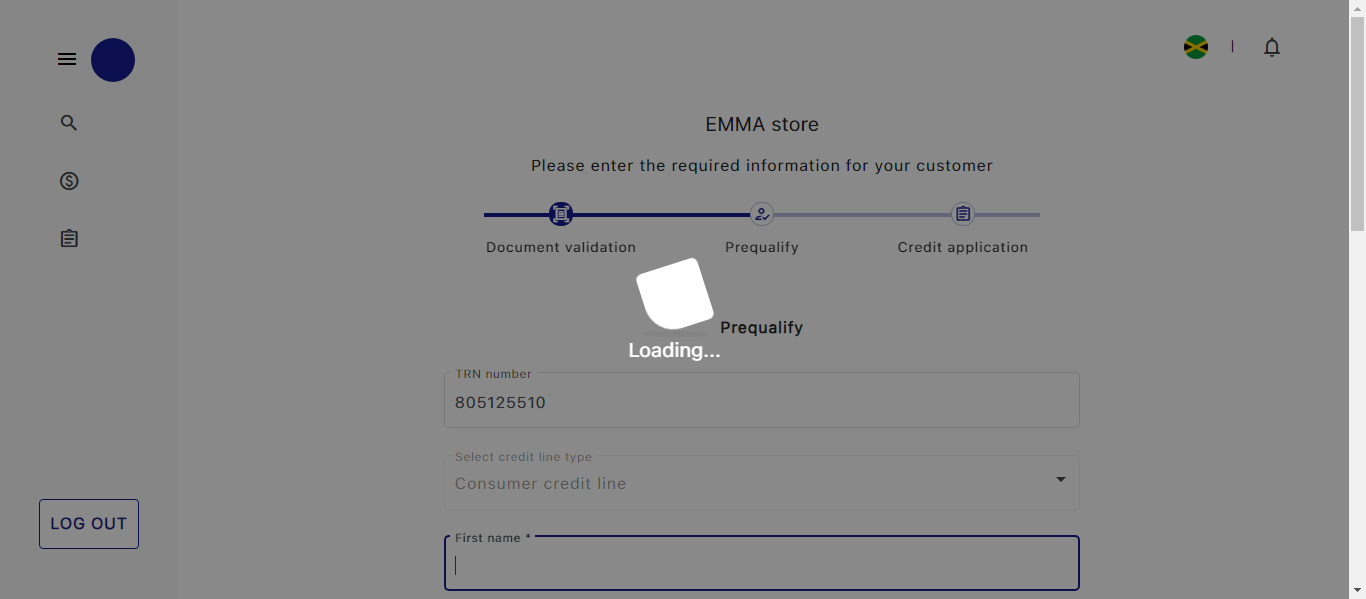 EMMA store
Please enter the required information for your customer
Document validation
Prequalify
Credit application
Prequalify
Loading...
TRN number
805125510
Select credit line type
Consumer credit line
First name *
LOG OUT